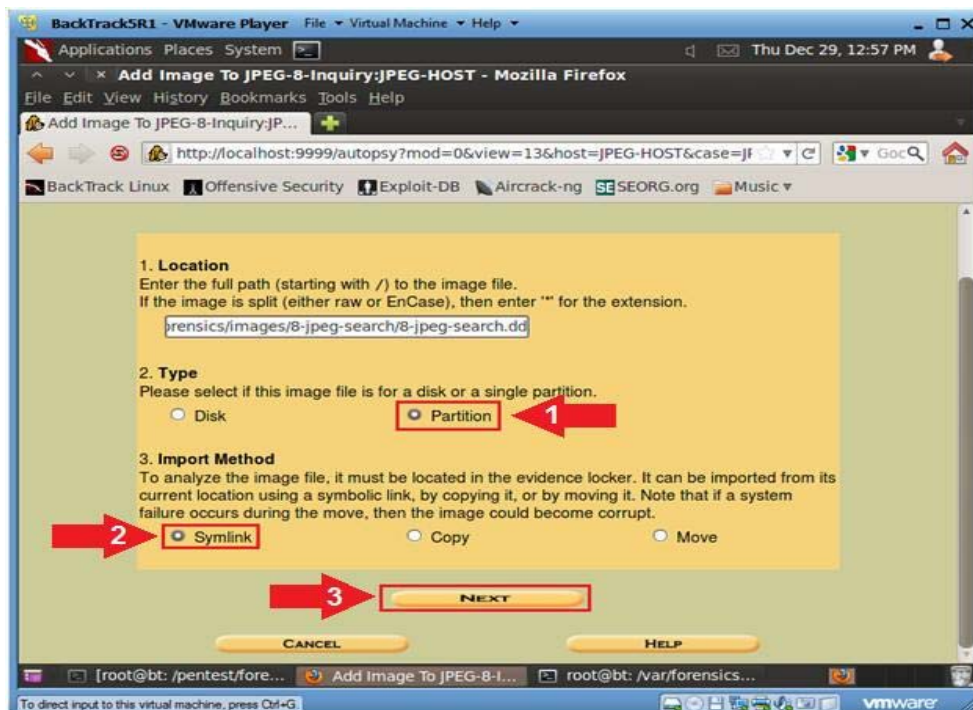 BackTrack5R1 - VMware Player File Virtual Machine Help
Applications Places System Thu Dec 29, 12:57 PM
Add Image To JPEG-8-Inquiry:JPEG-HOST - Mozilla Firefox
File Edit View History Bookmarks Tools Help
Add Image To JPEG-8-Inquiry:JP...
http://localhost:9999/autopsy?mod=0&view=13&host=JPEG-HOST&case=
BackTrack Linux Offensive Security Exploit-DB Aircrack-ng SE SEORG.org Music
1. Location
Enter the full path (starting with /) to the image file.
If the image is split (either raw or EnCase), then enter '*' for the extension.
orensics/images/8-jpeg-search/8-jpeg-search.dd
2. Type
Please select if this image file is for a disk or a single partition.
Disk Partition 1
3. Import Method
To analyze the image file, it must be located in the evidence locker. It can be imported from its
current location using a symbolic link, by copying it, or by moving it. Note that if a system
failure occurs during the move, then the image could become corrupt.
2 Symlink Copy Move
3 NEXT
CANCEL HELP
[root@bt: /pentest/fore... Add Image To JPEG-8-I... root@bt: /var/forensics...
To direct input to this virtual machine, press Ctrl+G. vmware